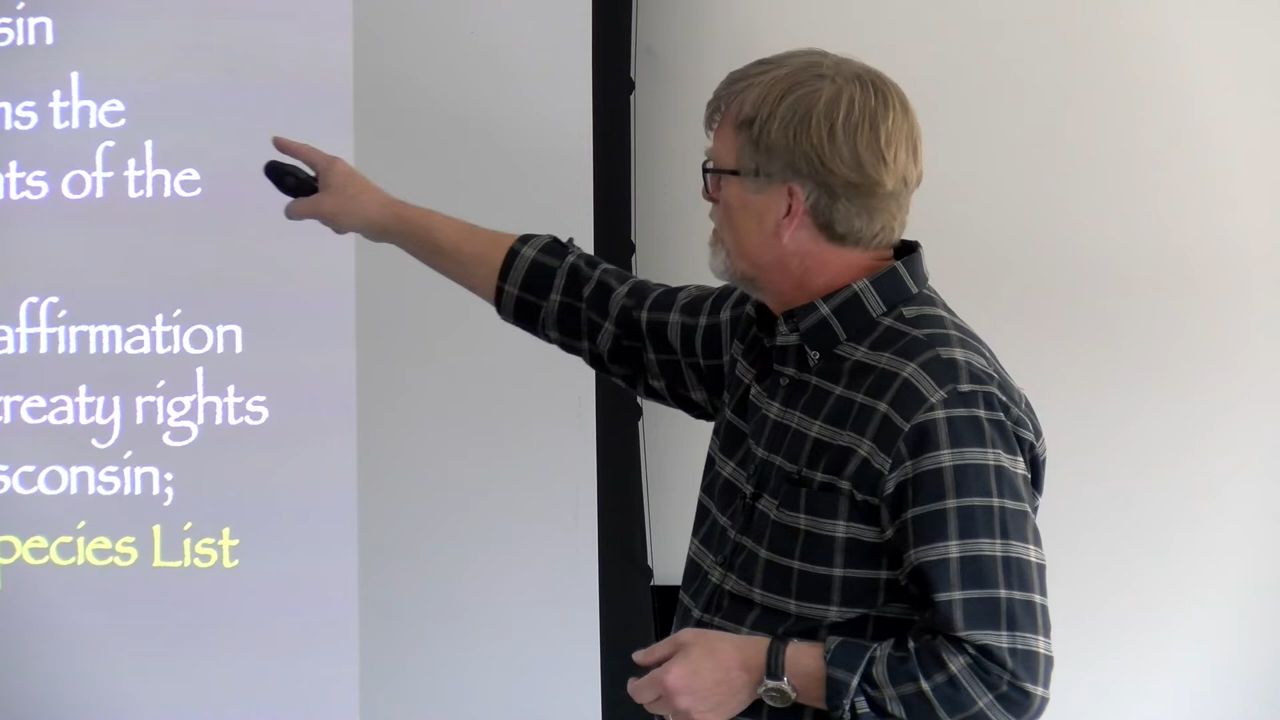 sin
ns the
nts of the
affirmation
treaty rights
sconsin;
pecies List